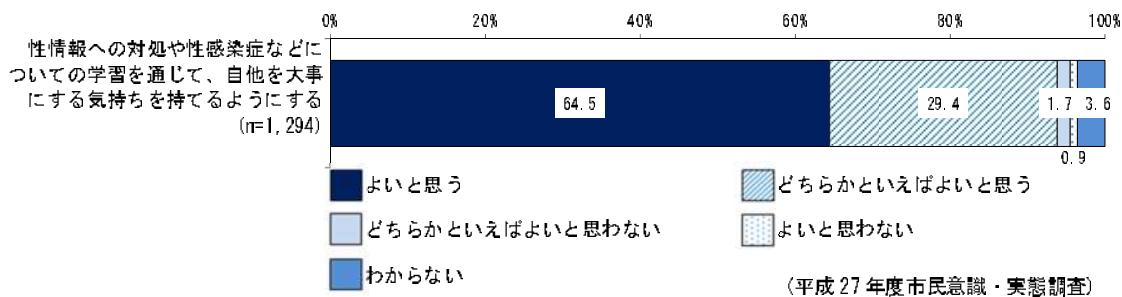 0% 20% 40% 60% 80% 100%
性情報への対処や性感染症などに
ついての学習を通じて、自他を大事
にする気持ちを持てるようにする
(n=1,294)
64.5 29.4 1.7 3.6
0.9
よいと思う どちらかといえばよいと思う
どちらかといえばよいと思わない よいと思わない
わからない
(平成27年度市民意識・実態調査)